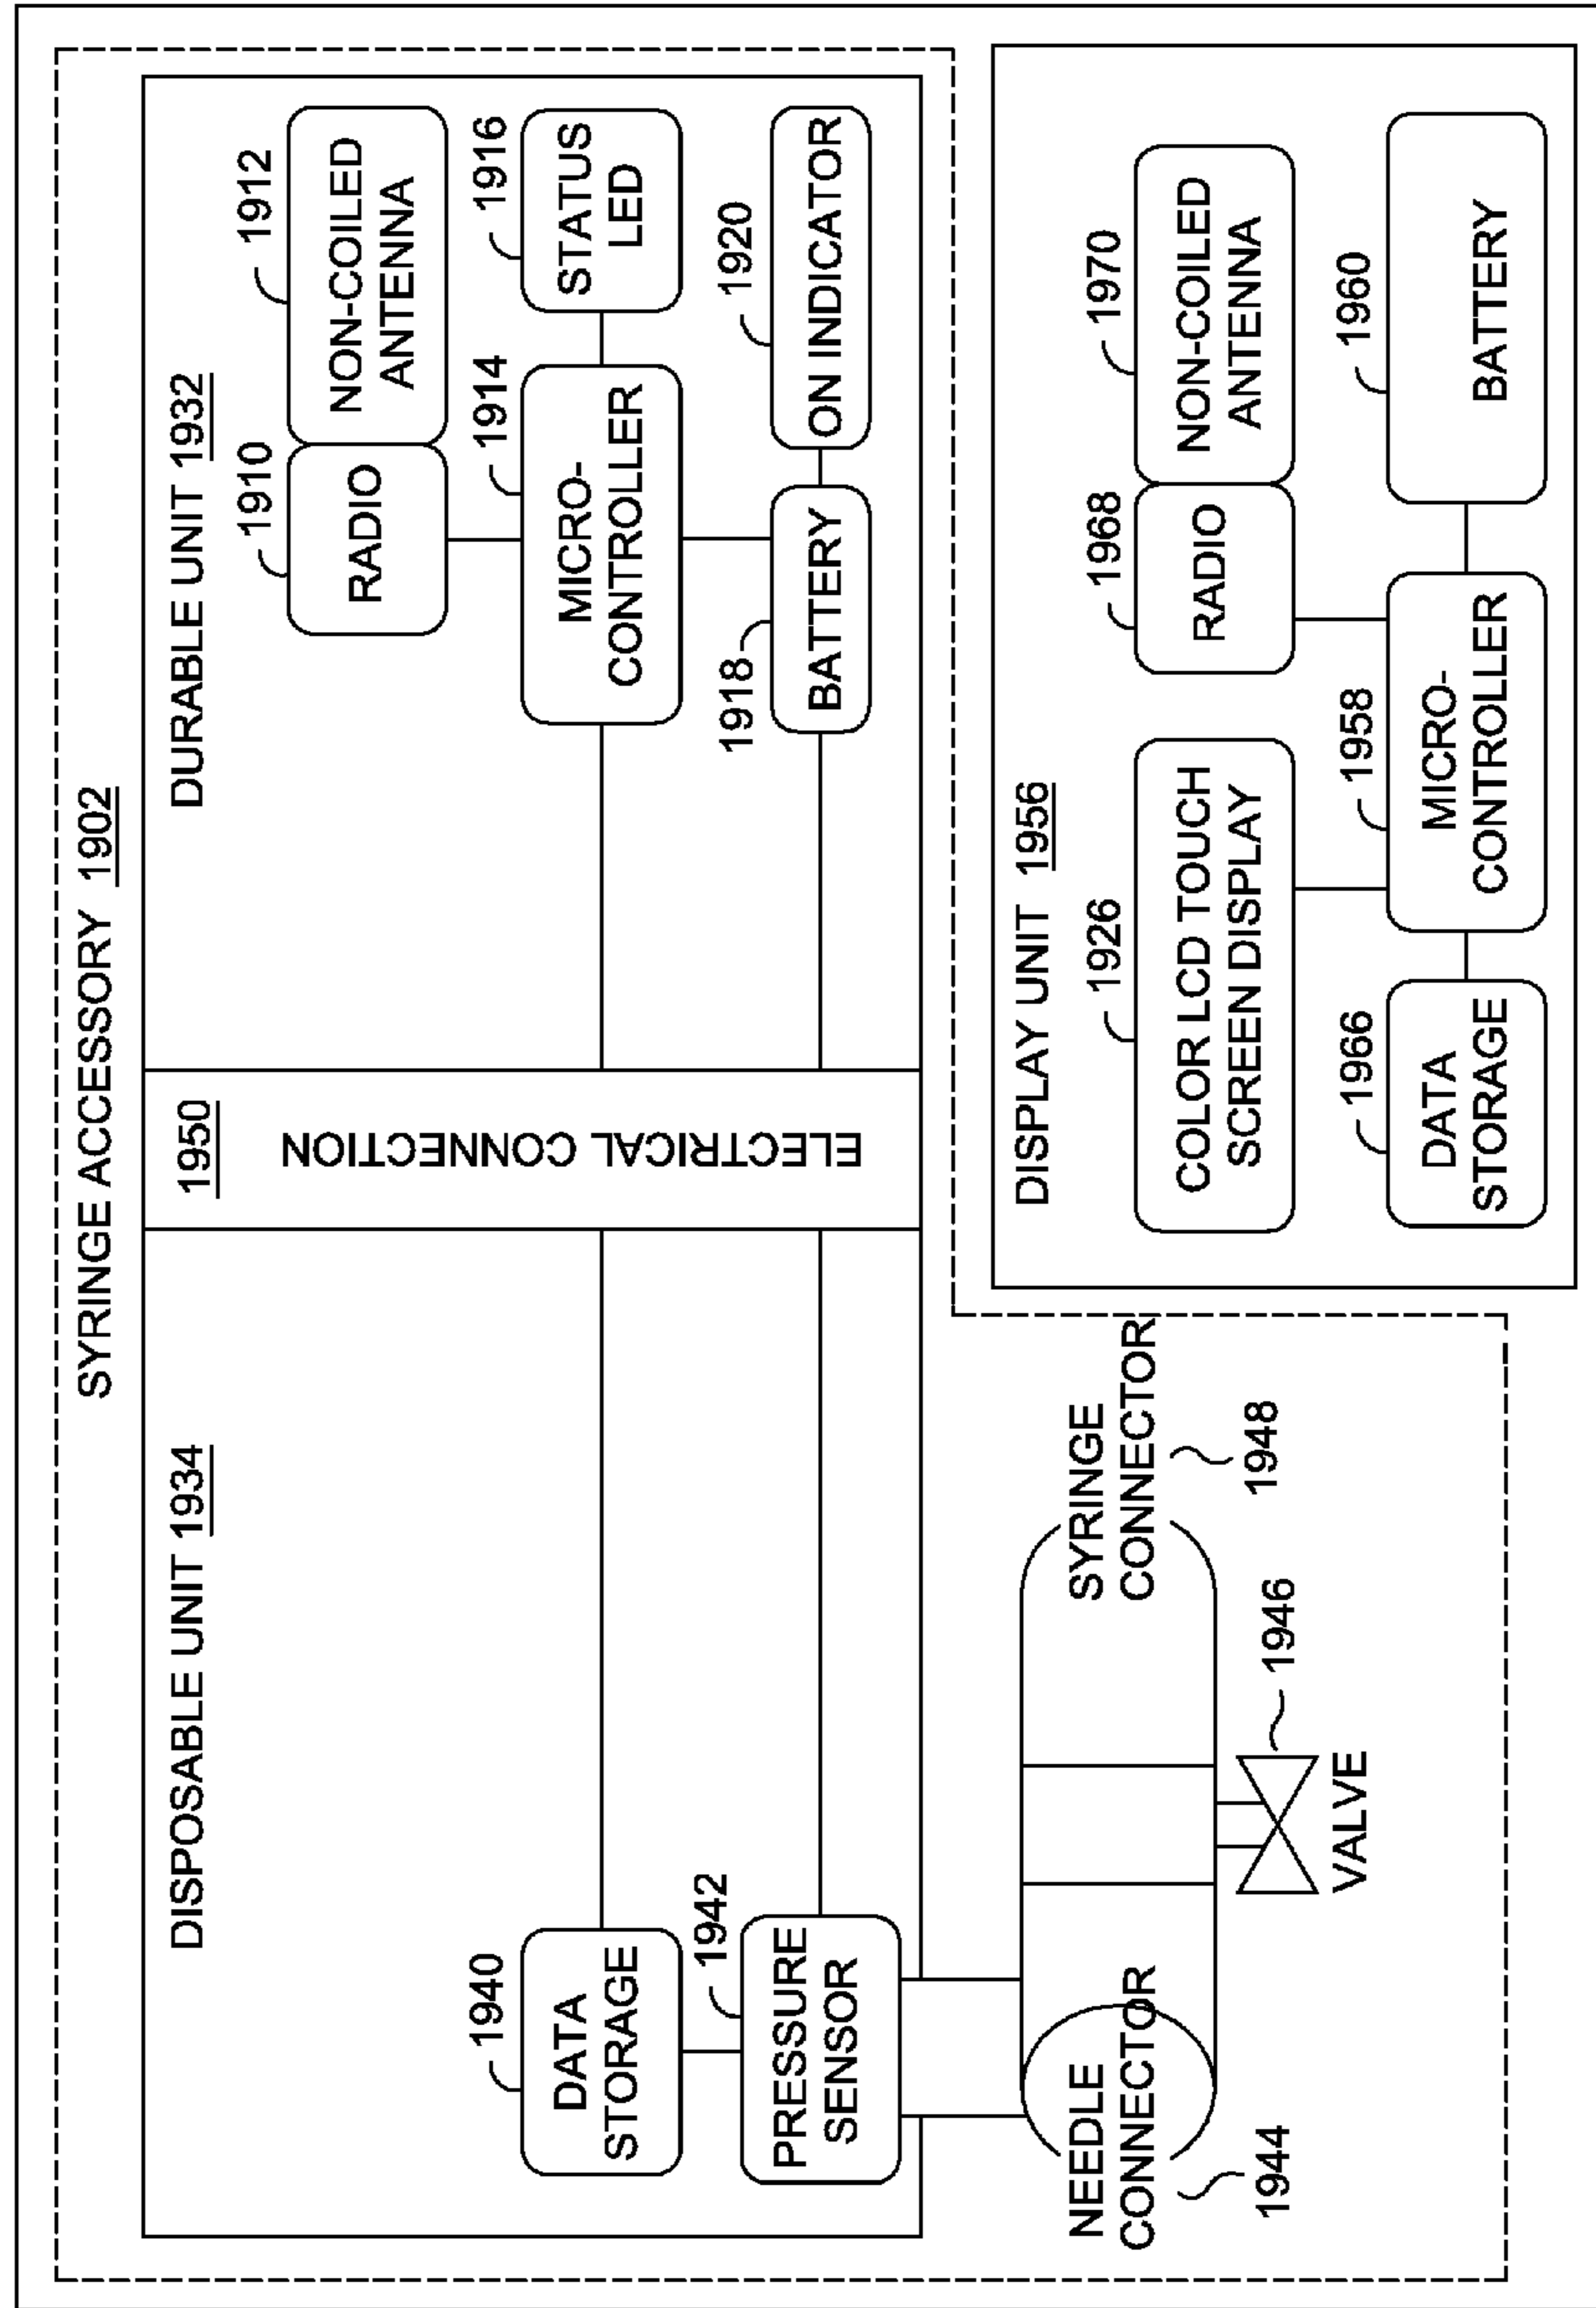 SYRINGE ACCESSORY 1902
DISPOSABLE UNIT 1934
1940
DATA
STORAGE
1942
PRESSURE
SENSOR
1950
ELECTRICAL CONNECTION
DURABLE UNIT 1932
1910
RADIO
1912
NON-COILED
ANTENNA
1914
MICRO-
CONTROLLER
1916
STATUS
LED
1918
BATTERY
1920
ON INDICATOR
NEEDLE
CONNECTOR
1944
VALVE
1946
SYRINGE
CONNECTOR
1948
DISPLAY UNIT 1956
1926
COLOR LCD TOUCH
SCREEN DISPLAY
1968
RADIO
1970
NON-COILED
ANTENNA
1966
DATA
STORAGE
1958
MICRO-
CONTROLLER
1960
BATTERY